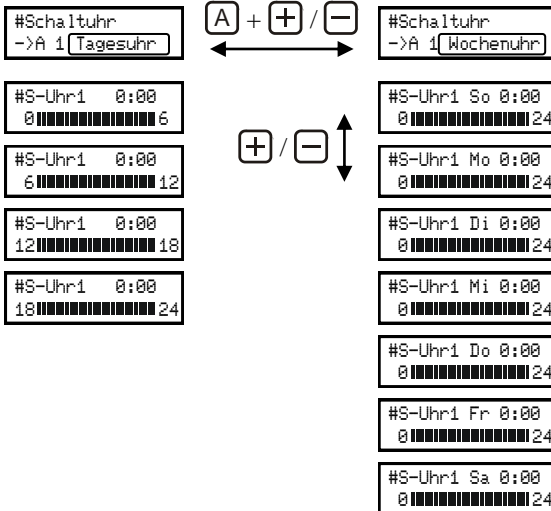 #Schaltuhr
->A 1 Tagesuhr
A + + / −
#Schaltuhr
->A 1 Wochenuhr
#S-Uhr1 0:00
0 6
#S-Uhr1 0:00
6 12
#S-Uhr1 0:00
12 18
#S-Uhr1 0:00
18 24
+ / −
#S-Uhr1 So 0:00
0 24
#S-Uhr1 Mo 0:00
0 24
#S-Uhr1 Di 0:00
0 24
#S-Uhr1 Mi 0:00
0 24
#S-Uhr1 Do 0:00
0 24
#S-Uhr1 Fr 0:00
0 24
#S-Uhr1 Sa 0:00
0 24